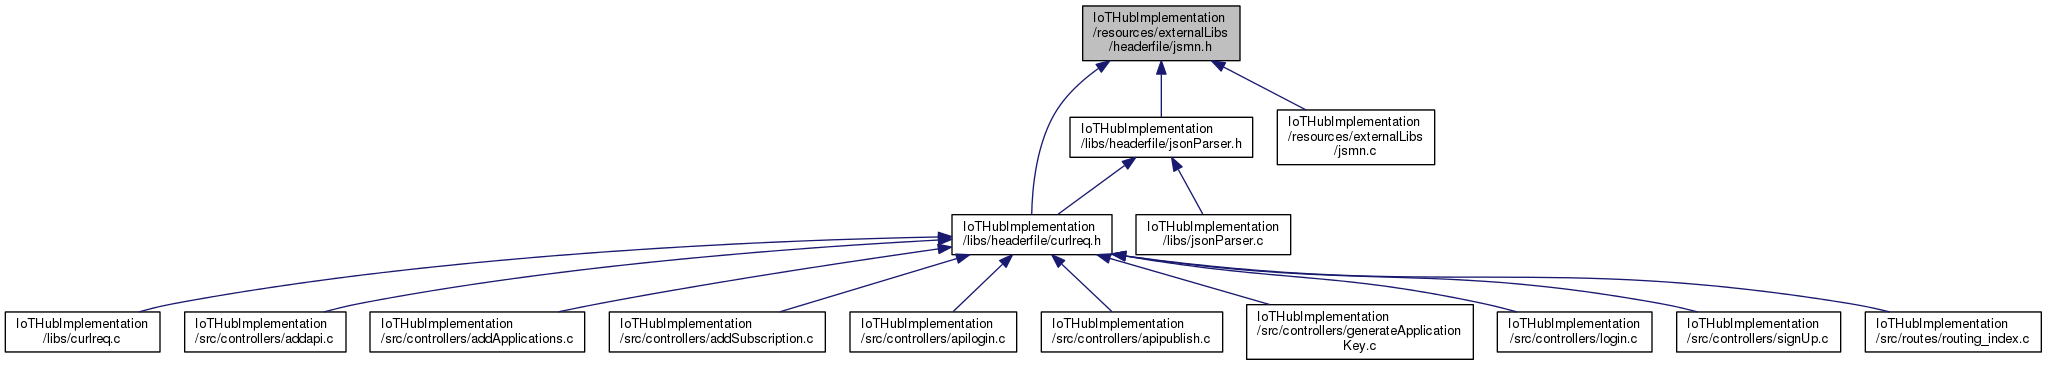 IoTHubImplementation
/resources/externalLibs
/headerfile/jsmn.h
IoTHubImplementation
/libs/headerfile/jsonParser.h
IoTHubImplementation
/resources/externalLibs
/jsmn.c
IoTHubImplementation
/libs/headerfile/curlreq.h
IoTHubImplementation
/libs/jsonParser.c
IoTHubImplementation
/libs/curlreq.c
IoTHubImplementation
/src/controllers/addapi.c
IoTHubImplementation
/src/controllers/addApplications.c
IoTHubImplementation
/src/controllers/addSubscription.c
IoTHubImplementation
/src/controllers/apilogin.c
IoTHubImplementation
/src/controllers/apipublish.c
IoTHubImplementation
/src/controllers/generateApplication
Key.c
IoTHubImplementation
/src/controllers/login.c
IoTHubImplementation
/src/controllers/signUp.c
IoTHubImplementation
/src/routes/routing_index.c